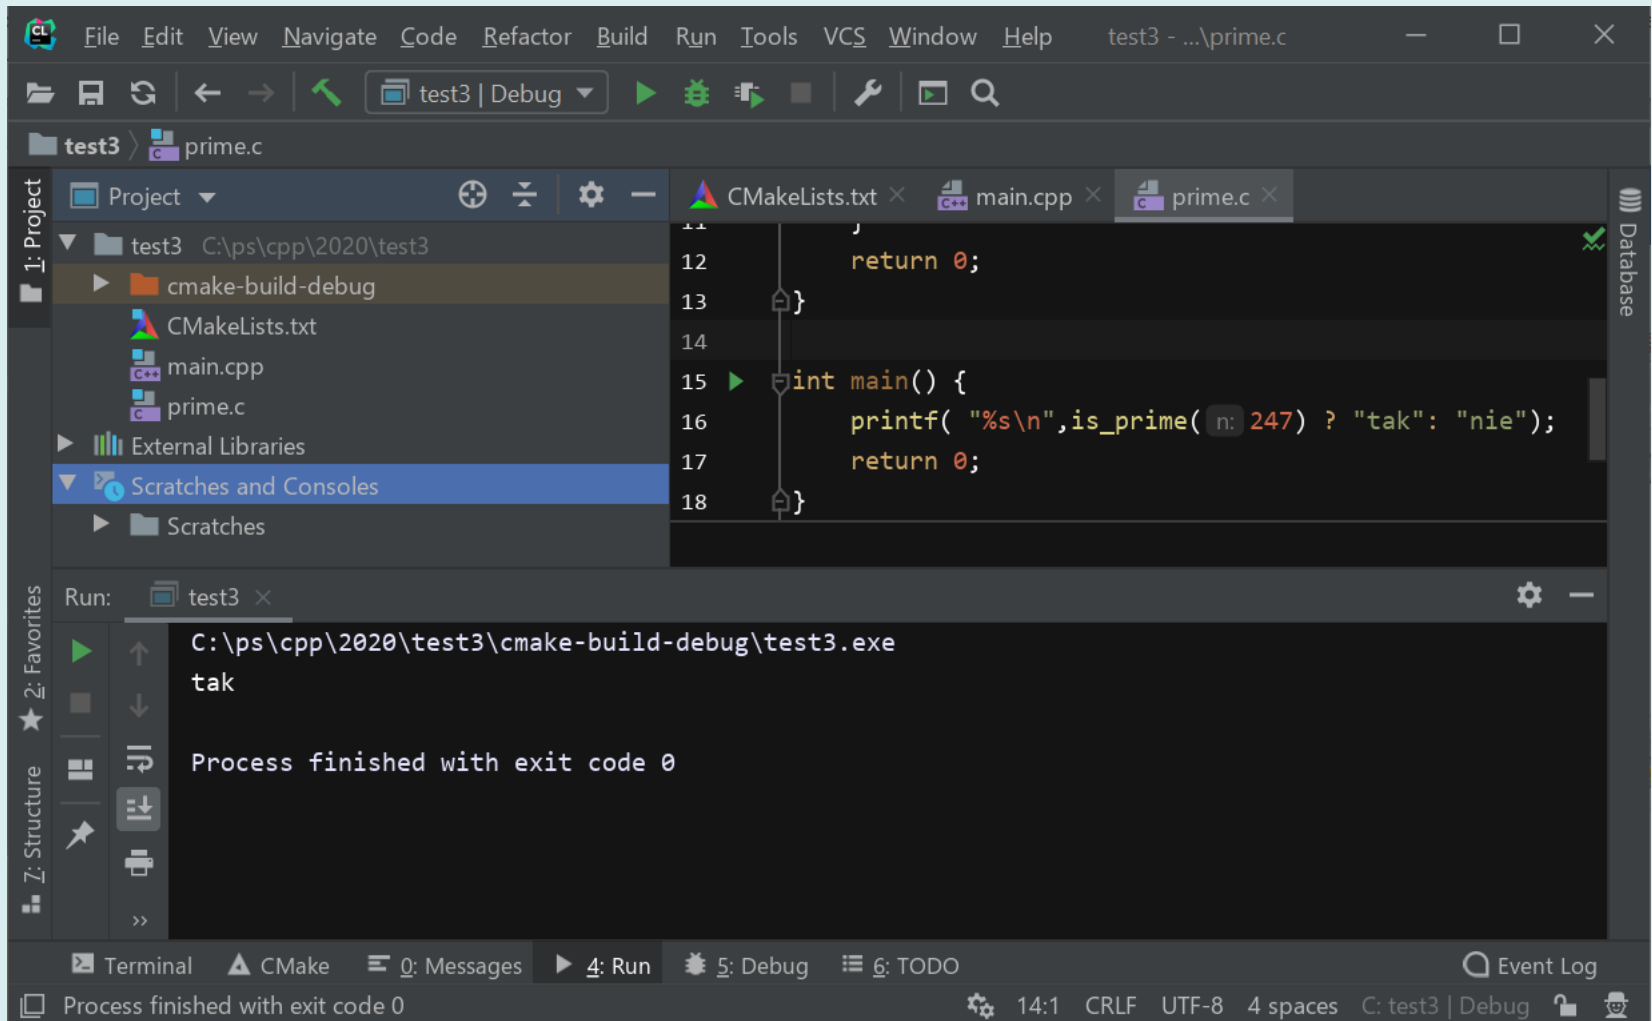 CL File Edit View Navigate Code Refactor Build Run Tools VCS Window Help test3 - ...\prime.c
test3 | Debug
test3 prime.c
1: Project
Project
CMakeLists.txt main.cpp prime.c
test3 C:\ps\cpp\2020\test3
cmake-build-debug
CMakeLists.txt
main.cpp
prime.c
External Libraries
Scratches and Consoles
Scratches
11 }
12 return 0;
13 }
14
15 int main() {
16 printf( "%s\n",is_prime( n: 247) ? "tak": "nie");
17 return 0;
18 }
Database
Run: test3
2: Favorites
7: Structure
C:\ps\cpp\2020\test3\cmake-build-debug\test3.exe
tak
Process finished with exit code 0
Terminal CMake 0: Messages 4: Run 5: Debug 6: TODO Event Log
Process finished with exit code 0 14:1 CRLF UTF-8 4 spaces C: test3 | Debug